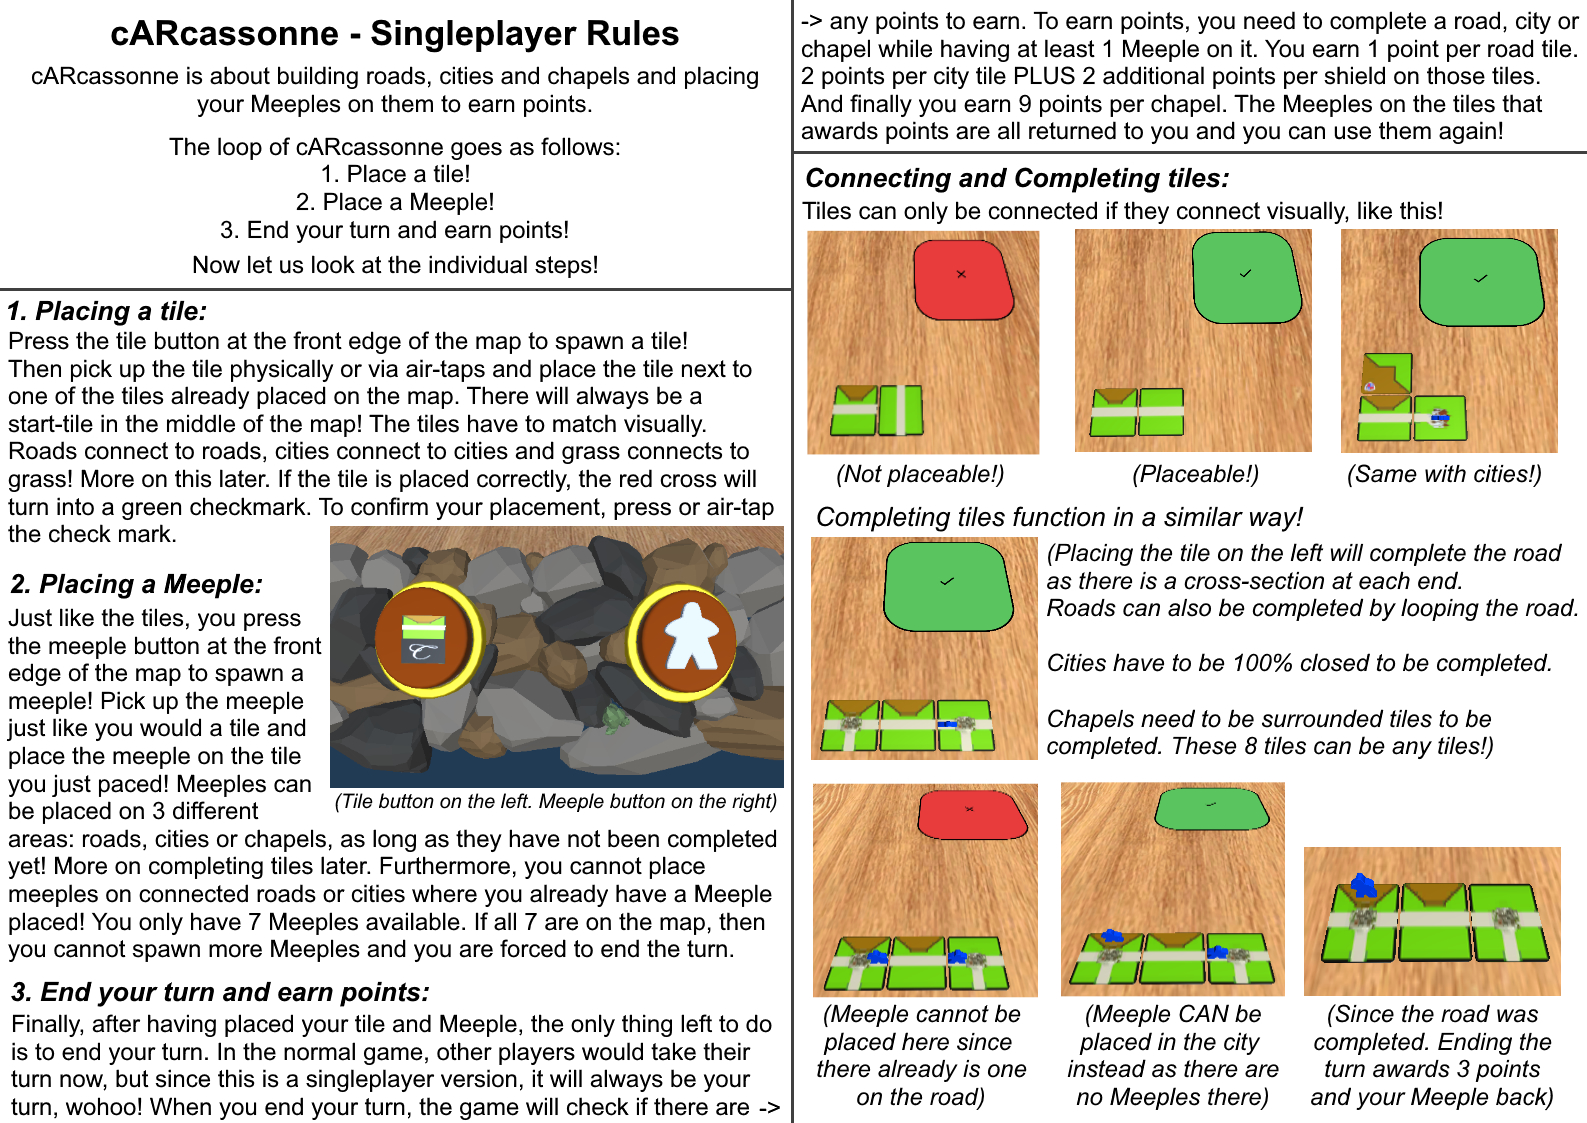 cARcassonne - Singleplayer Rules
cARcassonne is about building roads, cities and chapels and placing
your Meeples on them to earn points.
The loop of cARcassonne goes as follows:
1. Place a tile!
2. Place a Meeple!
3. End your turn and earn points!
Now let us look at the individual steps!
1. Placing a tile:
Press the tile button at the front edge of the map to spawn a tile!
Then pick up the tile physically or via air-taps and place the tile next to
one of the tiles already placed on the map. There will always be a
start-tile in the middle of the map! The tiles have to match visually.
Roads connect to roads, cities connect to cities and grass connects to
grass! More on this later. If the tile is placed correctly, the red cross will
turn into a green checkmark. To confirm your placement, press or air-tap
the check mark.
2. Placing a Meeple:
Just like the tiles, you press
the meeple button at the front
edge of the map to spawn a
meeple! Pick up the meeple
just like you would a tile and
place the meeple on the tile
you just paced! Meeples can
be placed on 3 different
areas: roads, cities or chapels, as long as they have not been completed
yet! More on completing tiles later. Furthermore, you cannot place
meeples on connected roads or cities where you already have a Meeple
placed! You only have 7 Meeples available. If all 7 are on the map, then
you cannot spawn more Meeples and you are forced to end the turn.
(Tile button on the left. Meeple button on the right)
3. End your turn and earn points:
Finally, after having placed your tile and Meeple, the only thing left to do
is to end your turn. In the normal game, other players would take their
turn now, but since this is a singleplayer version, it will always be your
turn, wohoo! When you end your turn, the game will check if there are ->
-> any points to earn. To earn points, you need to complete a road, city or
chapel while having at least 1 Meeple on it. You earn 1 point per road tile.
2 points per city tile PLUS 2 additional points per shield on those tiles.
And finally you earn 9 points per chapel. The Meeples on the tiles that
awards points are all returned to you and you can use them again!
Connecting and Completing tiles:
Tiles can only be connected if they connect visually, like this!
(Not placeable!)
(Placeable!)
(Same with cities!)
Completing tiles function in a similar way!
(Placing the tile on the left will complete the road
as there is a cross-section at each end.
Roads can also be completed by looping the road.
Cities have to be 100% closed to be completed.
Chapels need to be surrounded tiles to be
completed. These 8 tiles can be any tiles!)
(Meeple cannot be
placed here since
there already is one
on the road)
(Meeple CAN be
placed in the city
instead as there are
no Meeples there)
(Since the road was
completed. Ending the
turn awards 3 points
and your Meeple back)